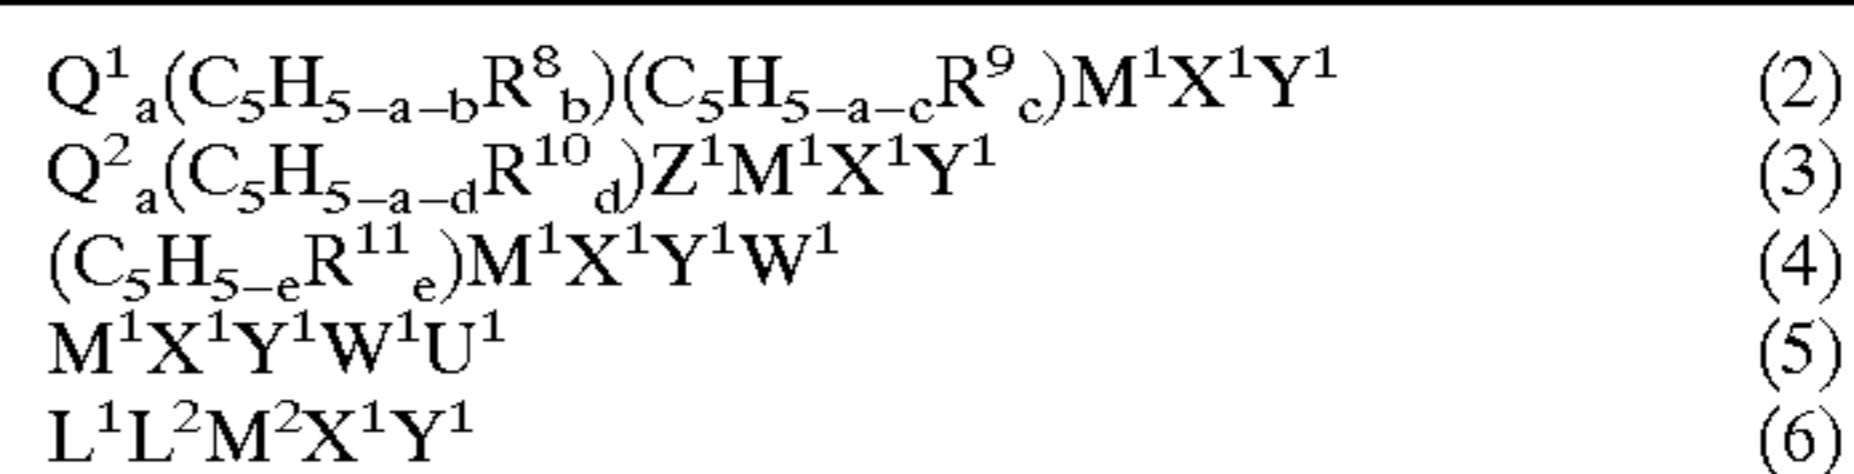 Q¹ₐ(C₅H₅₋ₐ₋bR⁸b)(C₅H₅₋ₐ₋cR⁹c)M¹X¹Y¹ (2)
Q²ₐ(C₅H₅₋ₐ₋dR¹⁰d)Z¹M¹X¹Y¹ (3)
(C₅H₅₋ₑR¹¹ₑ)M¹X¹Y¹W¹ (4)
M¹X¹Y¹W¹U¹ (5)
L¹L²M²X¹Y¹ (6)